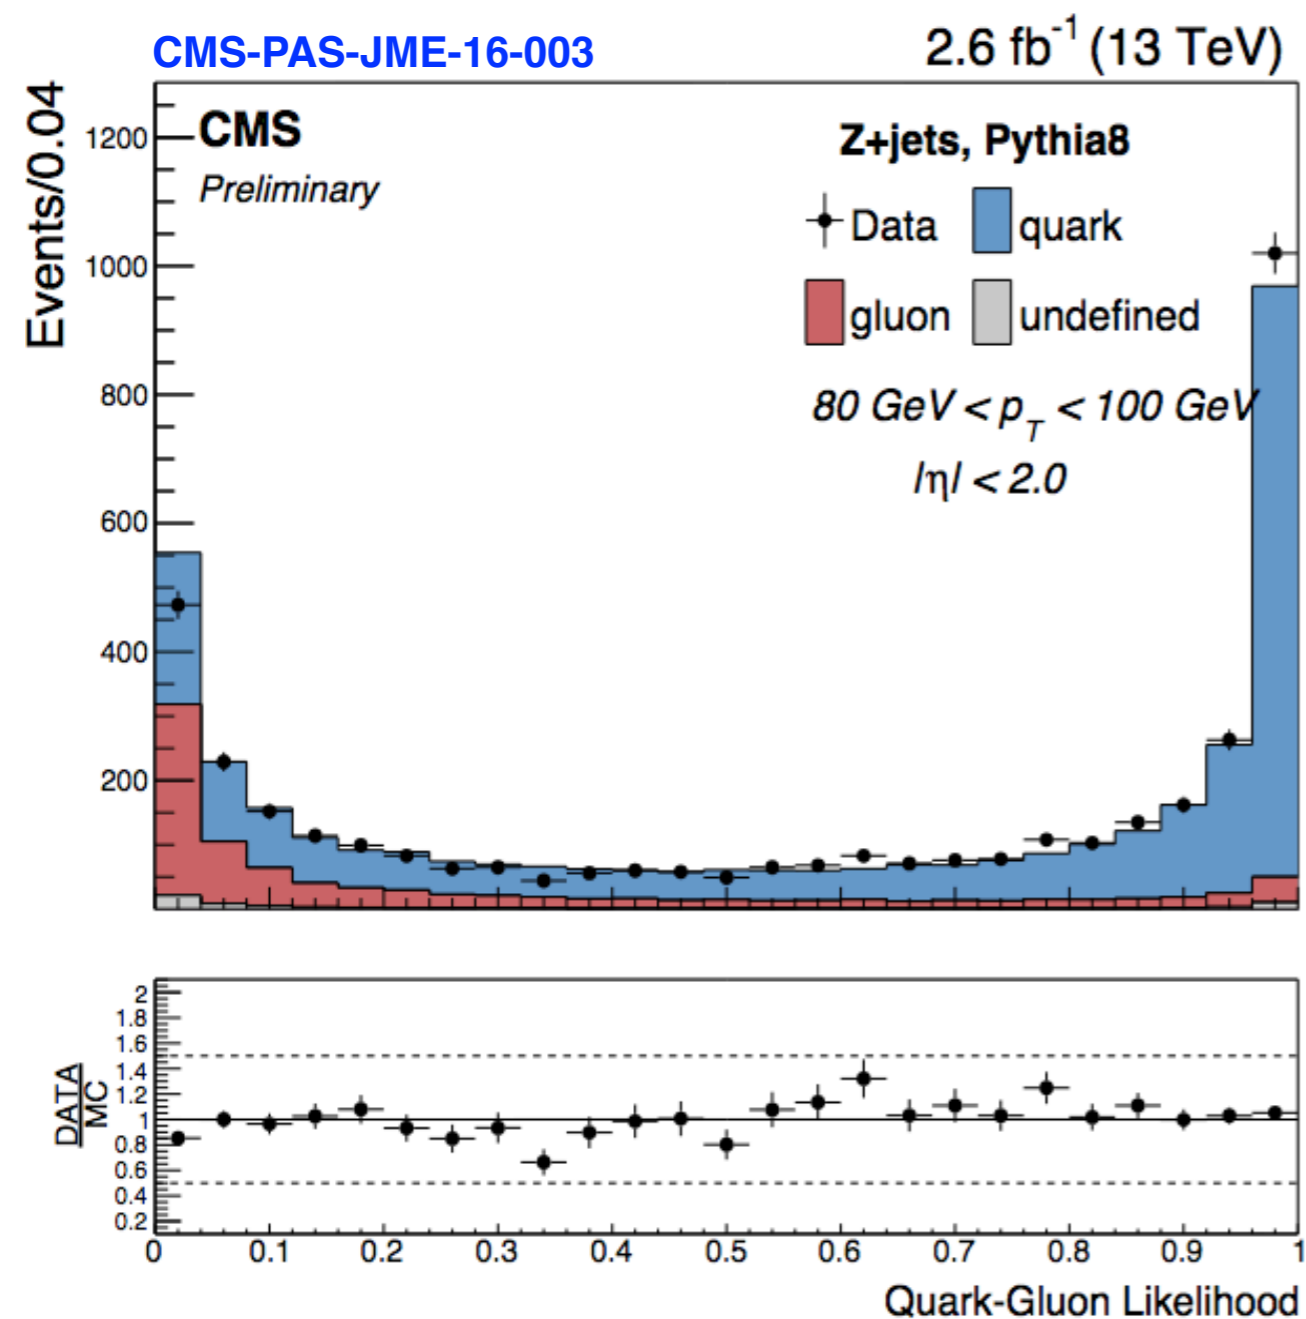 CMS-PAS-JME-16-003
2.6 fb⁻¹ (13 TeV)
Events/0.04
CMS
Preliminary
Z+jets, Pythia8
Data
quark
gluon
undefined
80 GeV < p_T < 100 GeV
|η| < 2.0
1200
1000
800
600
400
200
DATA
MC
2
1.8
1.6
1.4
1.2
1
0.8
0.6
0.4
0.2
0 0.1 0.2 0.3 0.4 0.5 0.6 0.7 0.8 0.9 1
Quark-Gluon Likelihood